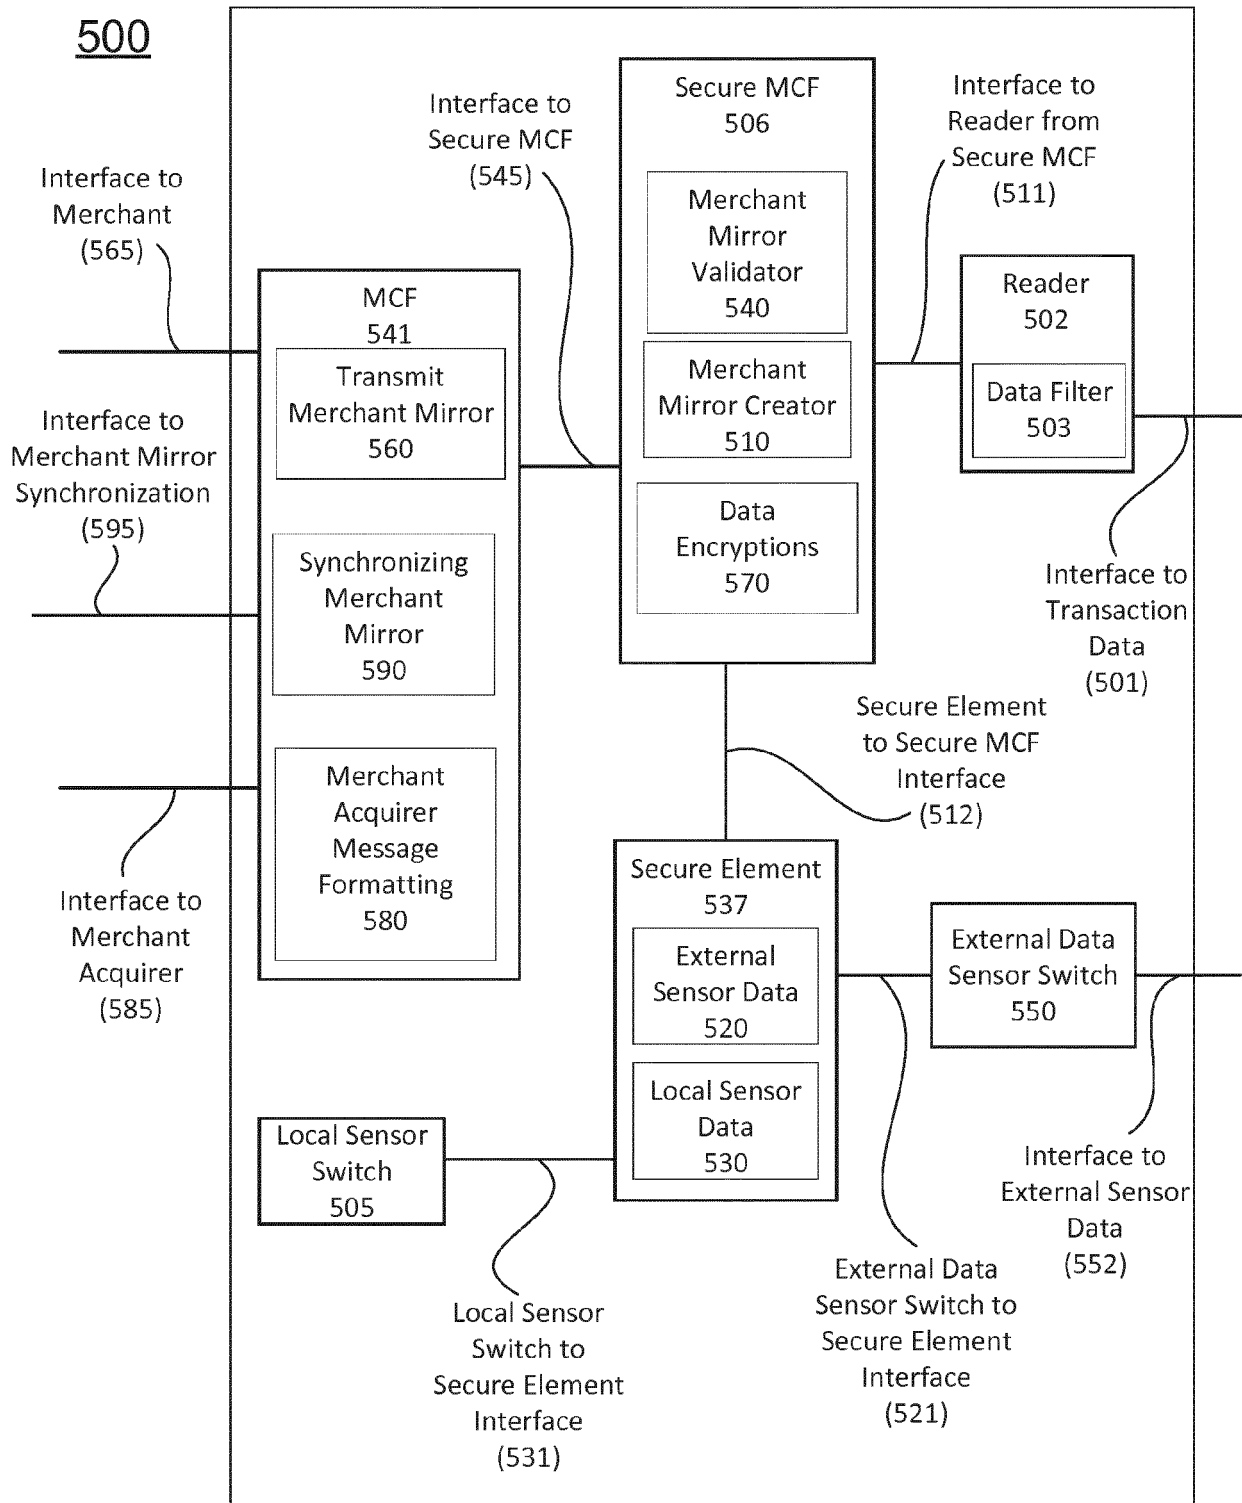 500
Interface to
Merchant
(565)
Interface to
Merchant Mirror
Synchronization
(595)
Interface to
Merchant
Acquirer
(585)
MCF
541
Transmit
Merchant Mirror
560
Synchronizing
Merchant
Mirror
590
Merchant
Acquirer
Message
Formatting
580
Interface to
Secure MCF
(545)
Secure MCF
506
Merchant
Mirror
Validator
540
Merchant
Mirror Creator
510
Data
Encryptions
570
Interface to
Reader from
Secure MCF
(511)
Reader
502
Data Filter
503
Interface to
Transaction
Data
(501)
Secure Element
to Secure MCF
Interface
(512)
Secure Element
537
External
Sensor Data
520
Local Sensor
Data
530
External Data
Sensor Switch
550
Local Sensor
Switch
505
Interface to
External Sensor
Data
(552)
External Data
Sensor Switch to
Secure Element
Interface
(521)
Local Sensor
Switch to
Secure Element
Interface
(531)